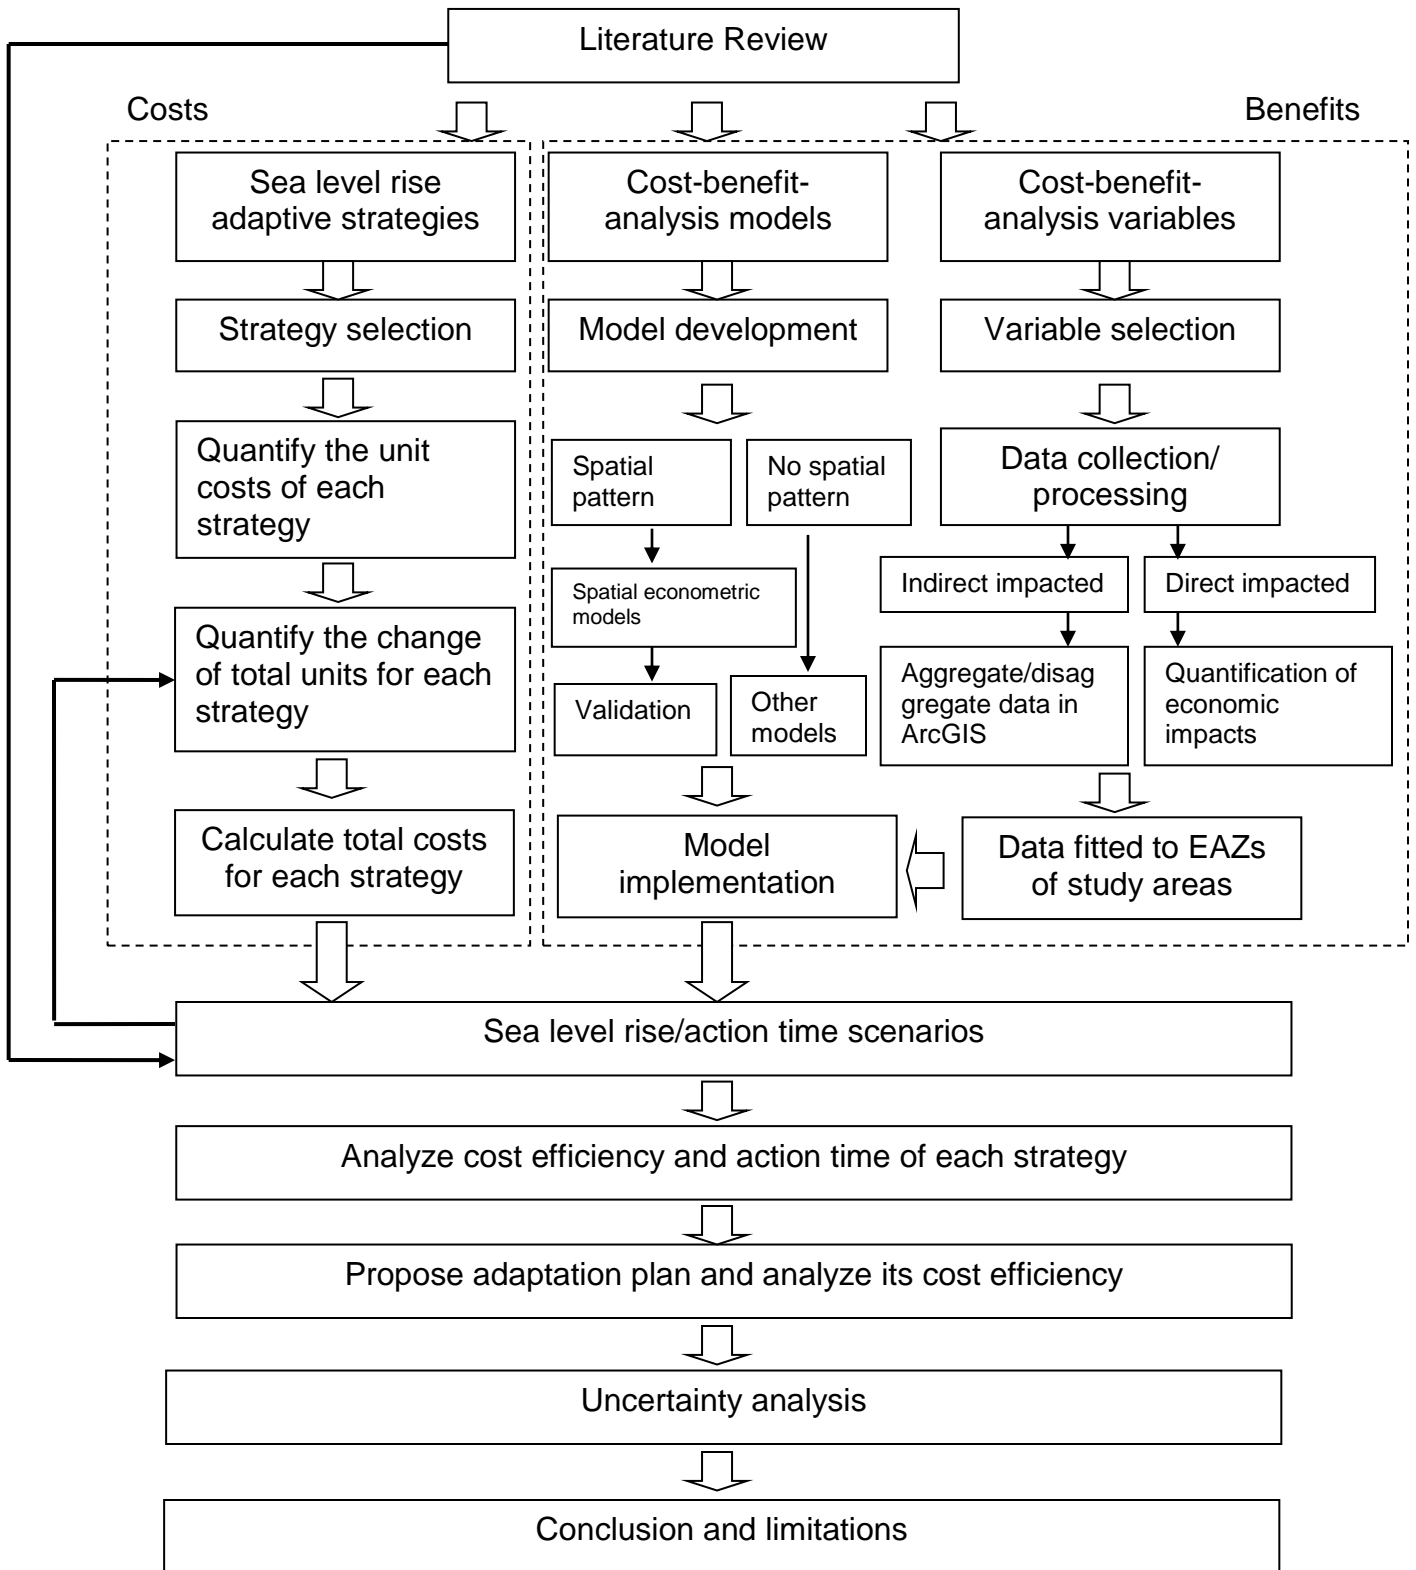 Literature Review
Costs
Benefits
Sea level rise
adaptive strategies
Cost-benefit-
analysis models
Cost-benefit-
analysis variables
Strategy selection
Model development
Variable selection
Quantify the unit
costs of each
strategy
Spatial
pattern
No spatial
pattern
Data collection/
processing
Spatial econometric
models
Indirect impacted
Direct impacted
Quantify the change
of total units for each
strategy
Validation
Other
models
Aggregate/disag
gregate data in
ArcGIS
Quantification of
economic
impacts
Calculate total costs
for each strategy
Model
implementation
Data fitted to EAZs
of study areas
Sea level rise/action time scenarios
Analyze cost efficiency and action time of each strategy
Propose adaptation plan and analyze its cost efficiency
Uncertainty analysis
Conclusion and limitations